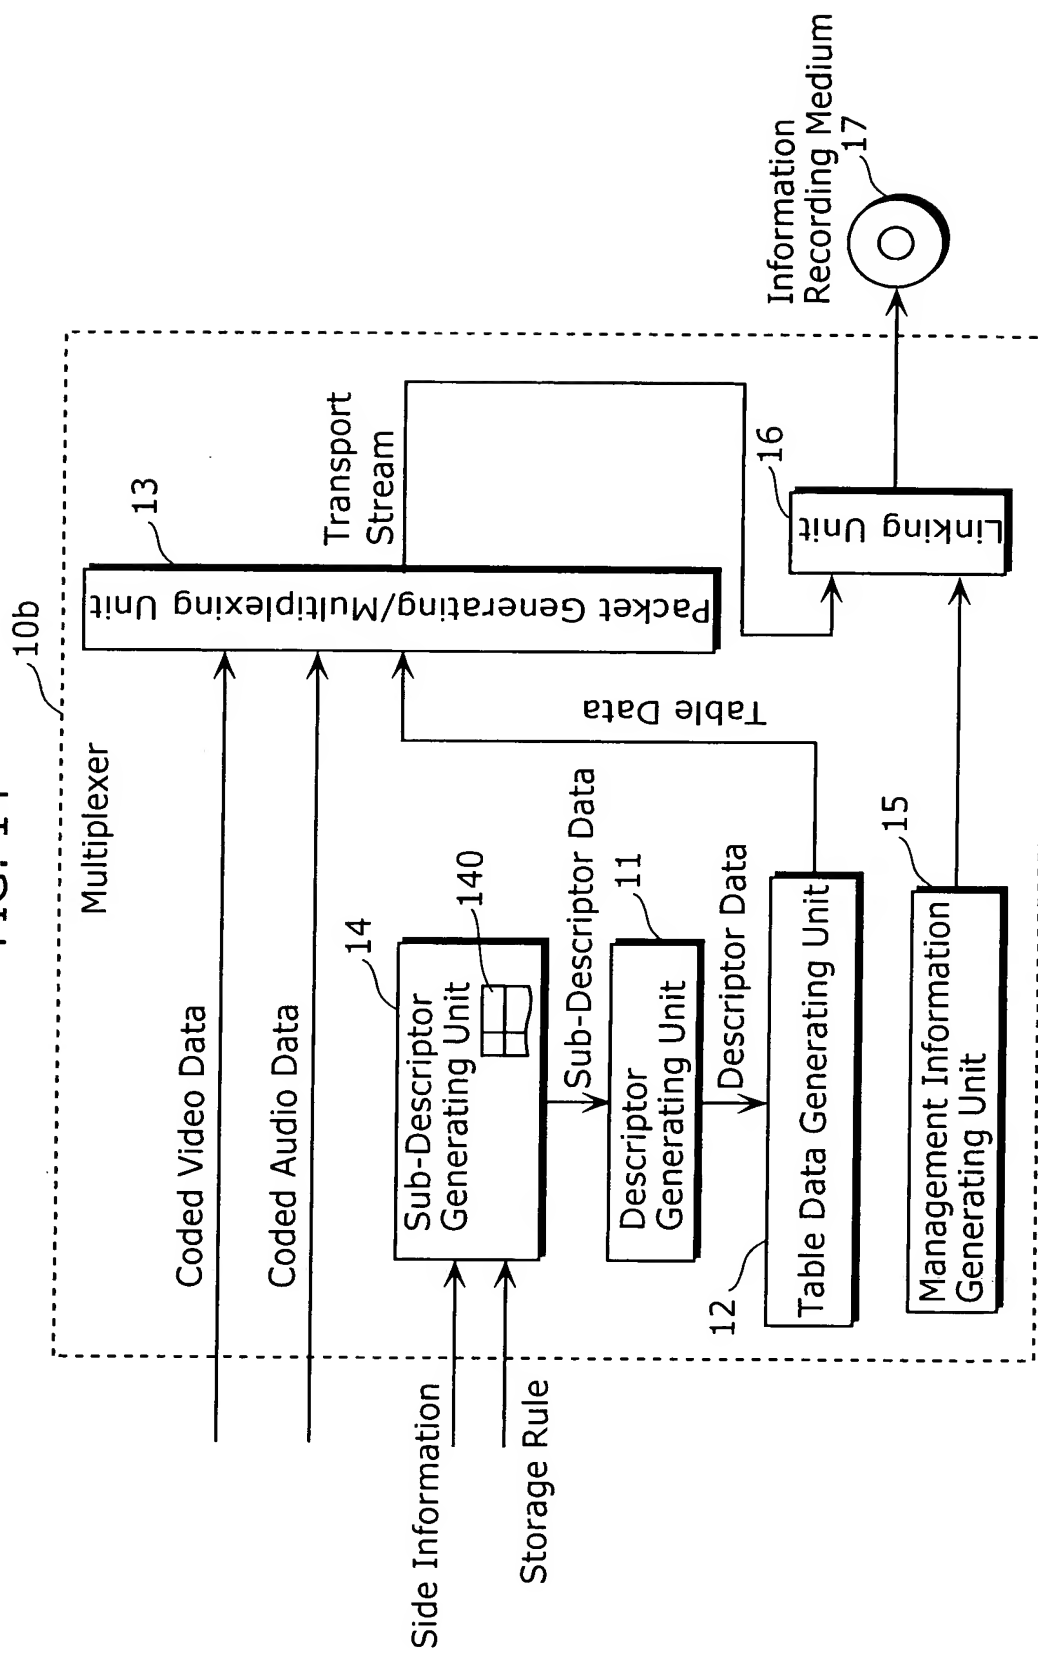 10b
Multiplexer
Coded Video Data
Coded Audio Data
Side Information
Storage Rule
14
Sub-Descriptor
Generating Unit
140
Sub-Descriptor Data
11
Descriptor
Generating Unit
Descriptor Data
12
Table Data Generating Unit
Table Data
13
Packet Generating/Multiplexing Unit
Transport
Stream
15
Management Information
Generating Unit
16
Linking Unit
Information
Recording Medium
17